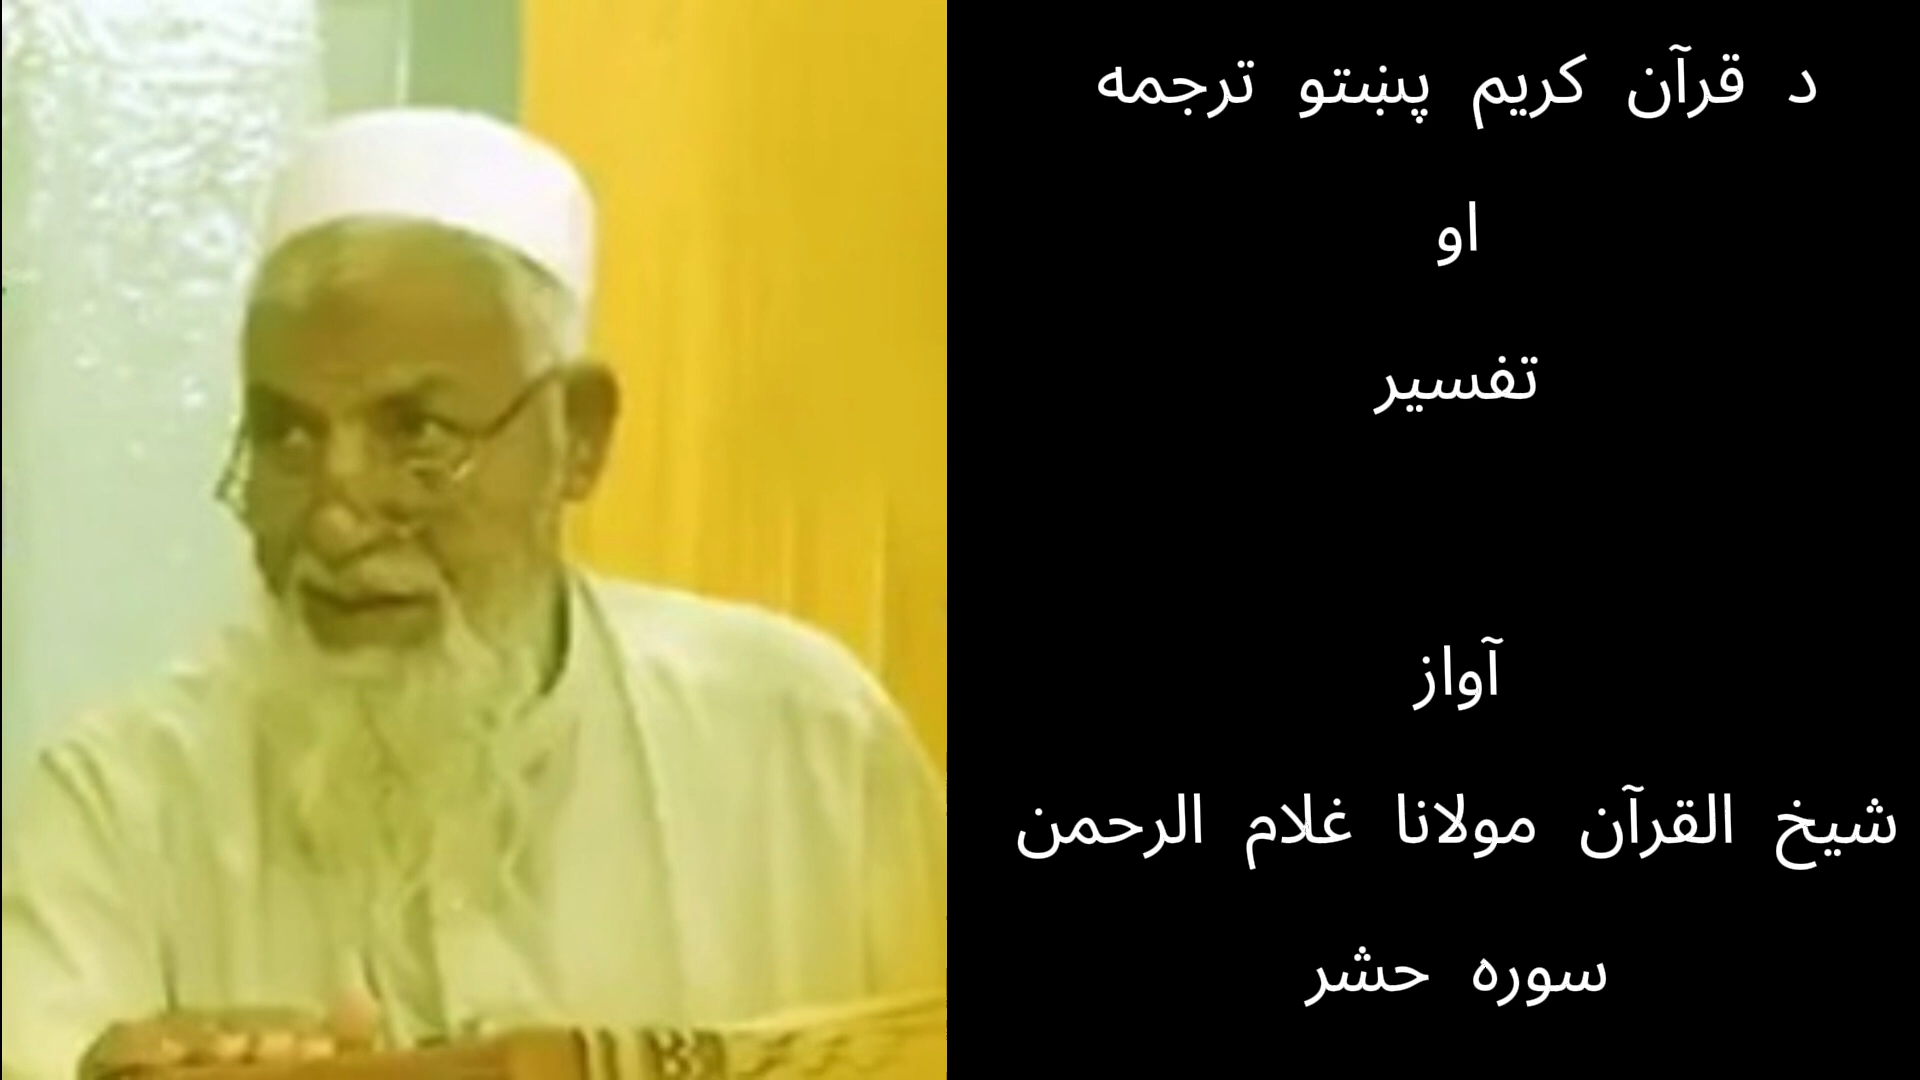 د قرآن کریم پښتو ترجمه
او
تفسیر
آواز
شیخ القرآن مولانا غلام الرحمن
سوره حشر